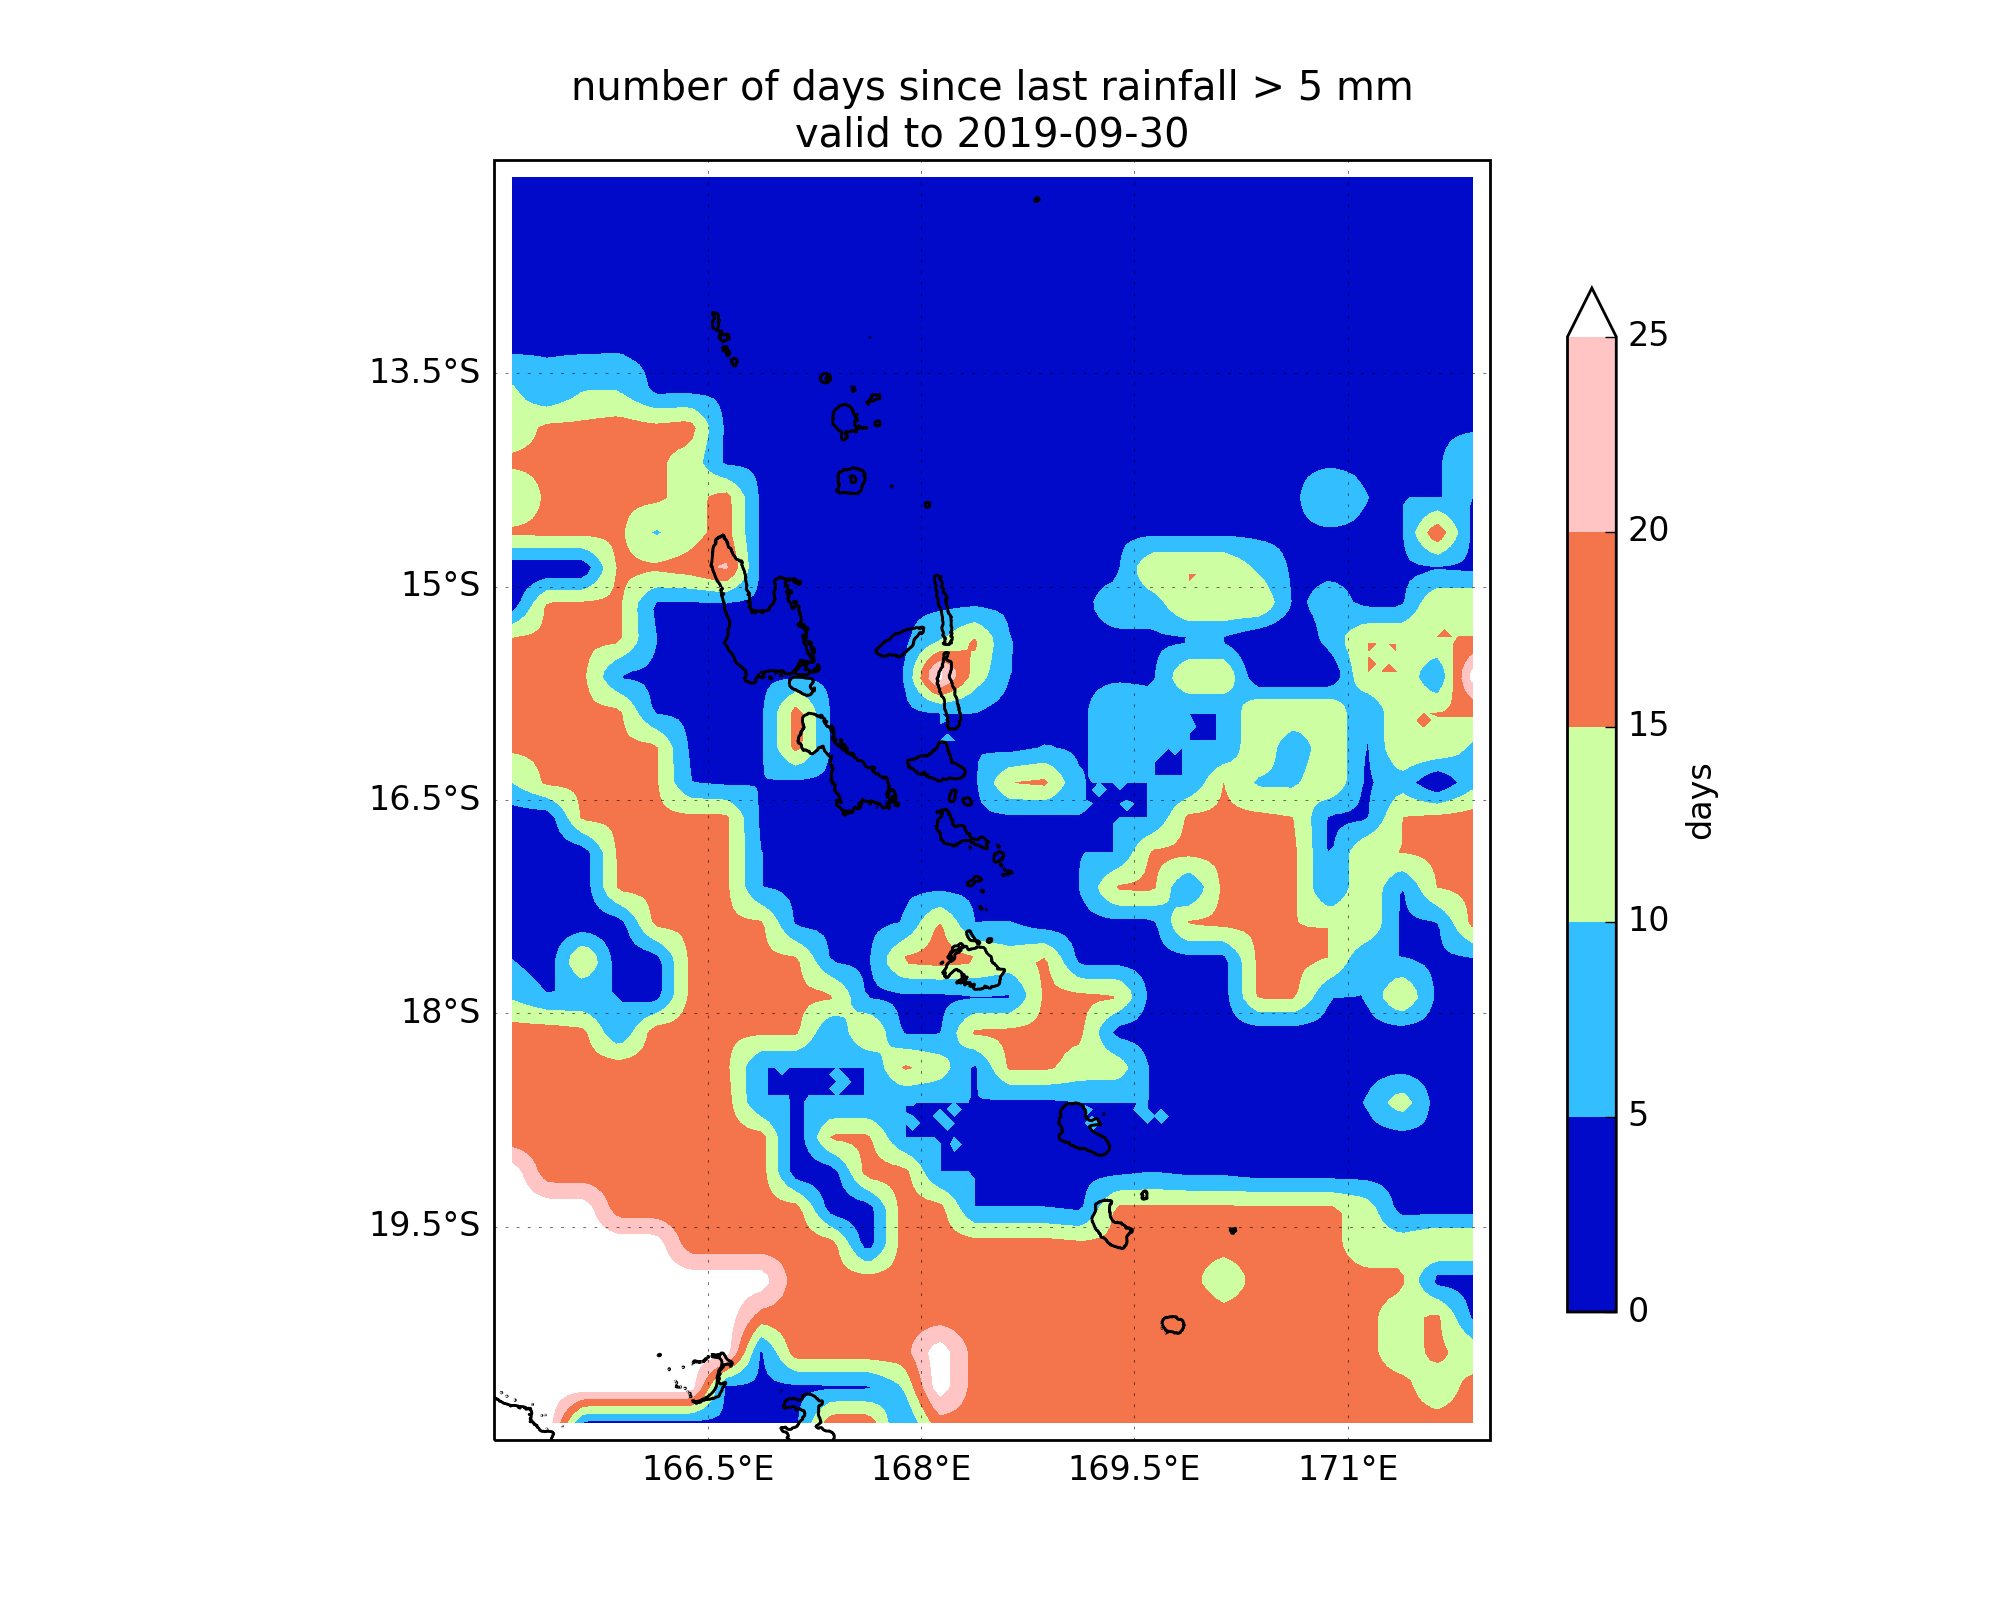 number of days since last rainfall > 5 mm
valid to 2019-09-30
13.5°S
15°S
16.5°S
18°S
19.5°S
166.5°E
168°E
169.5°E
171°E
25
20
15
10
5
0
days